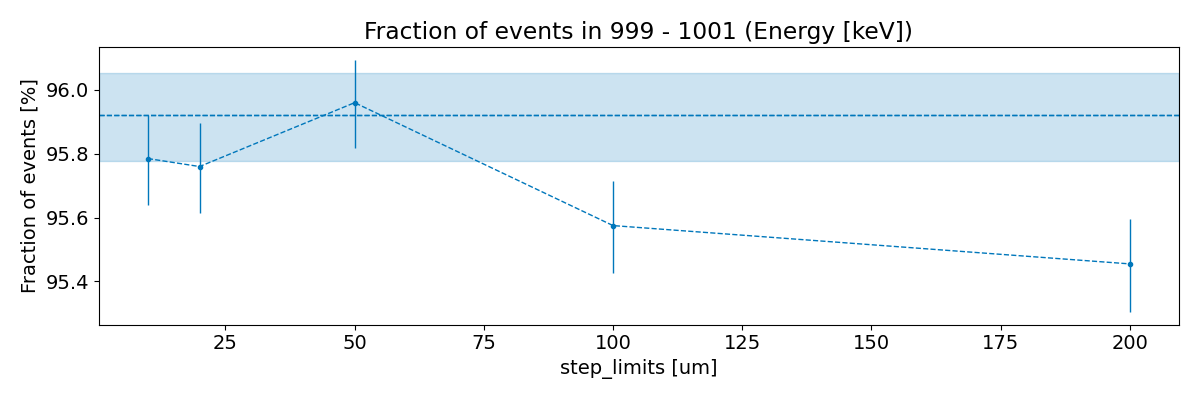 Fraction of events in 999 - 1001 (Energy [keV])
Fraction of events [%]
96.0
95.8
95.6
95.4
25 50 75 100 125 150 175 200
step_limits [um]